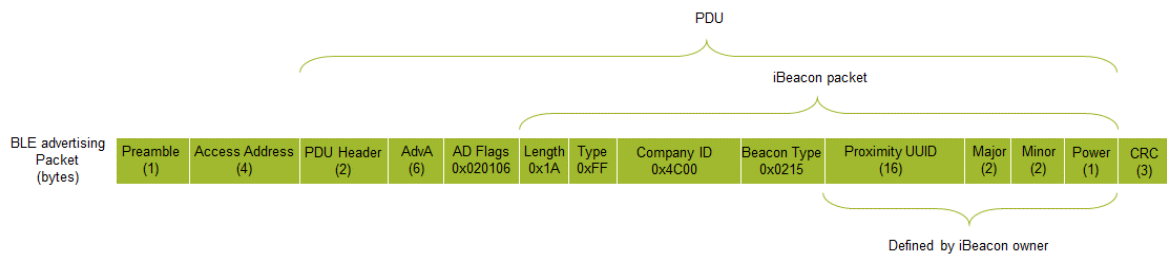 PDU
iBeacon packet
BLE advertising
Packet
(bytes)
Preamble
(1)
Access Address
(4)
PDU Header
(2)
AdvA
(6)
AD Flags
0x020106
Length
0x1A
Type
0xFF
Company ID
0x4C00
Beacon Type
0x0215
Proximity UUID
(16)
Major
(2)
Minor
(2)
Power
(1)
CRC
(3)
Defined by iBeacon owner